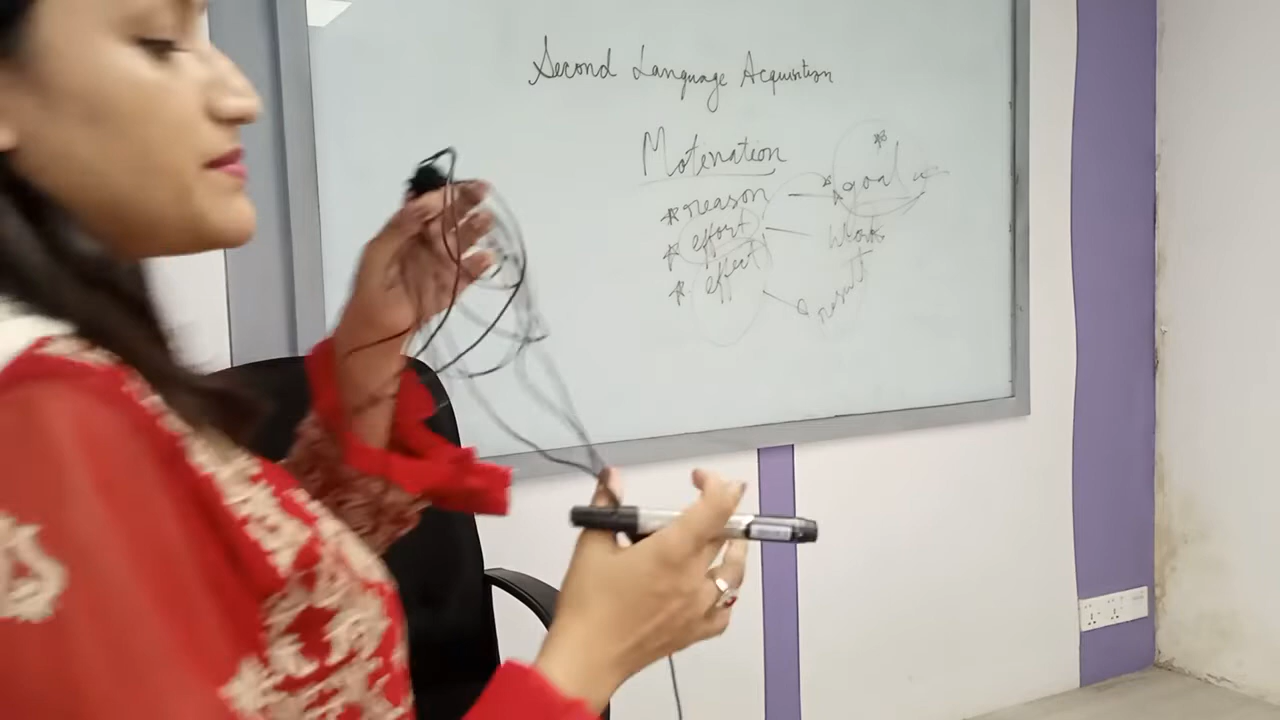 Second Language Acquisition
Motivation
* reason goal
* effort work
* effect result